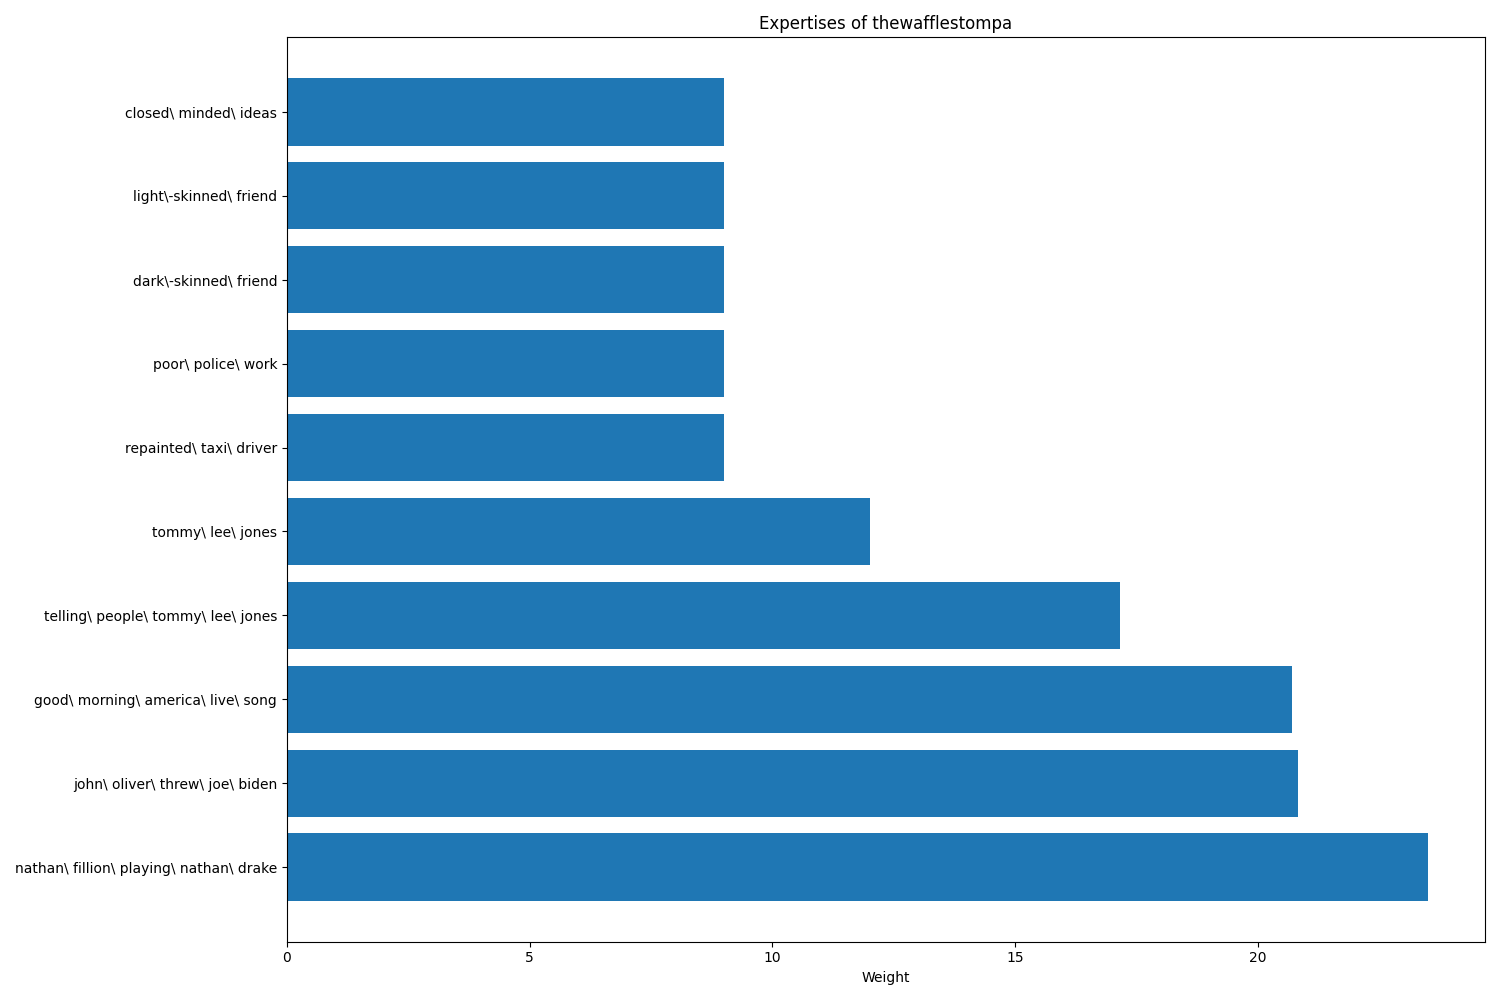 Expertises of thewafflestompa
closed\ minded\ ideas
light\-skinned\ friend
dark\-skinned\ friend
poor\ police\ work
repainted\ taxi\ driver
tommy\ lee\ jones
telling\ people\ tommy\ lee\ jones
good\ morning\ america\ live\ song
john\ oliver\ threw\ joe\ biden
nathan\ fillion\ playing\ nathan\ drake
0 5 10 15 20
Weight